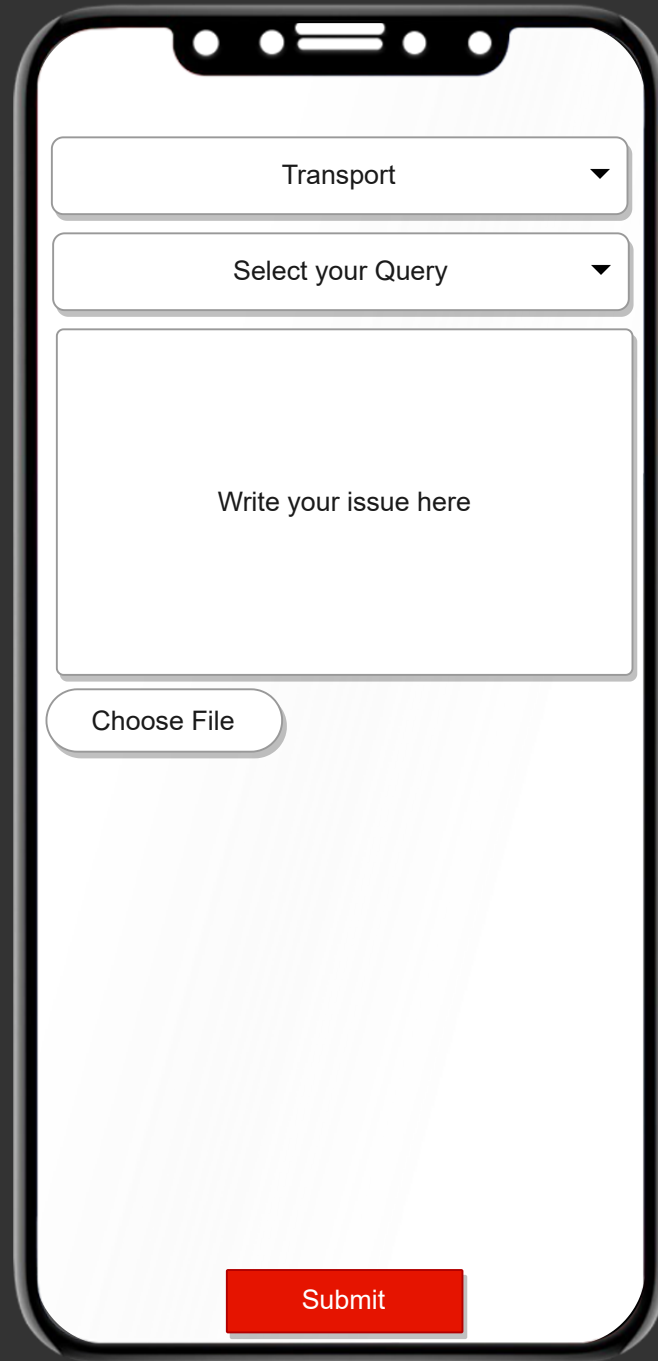 Transport
Select your Query
Write your issue here
Choose File
Submit